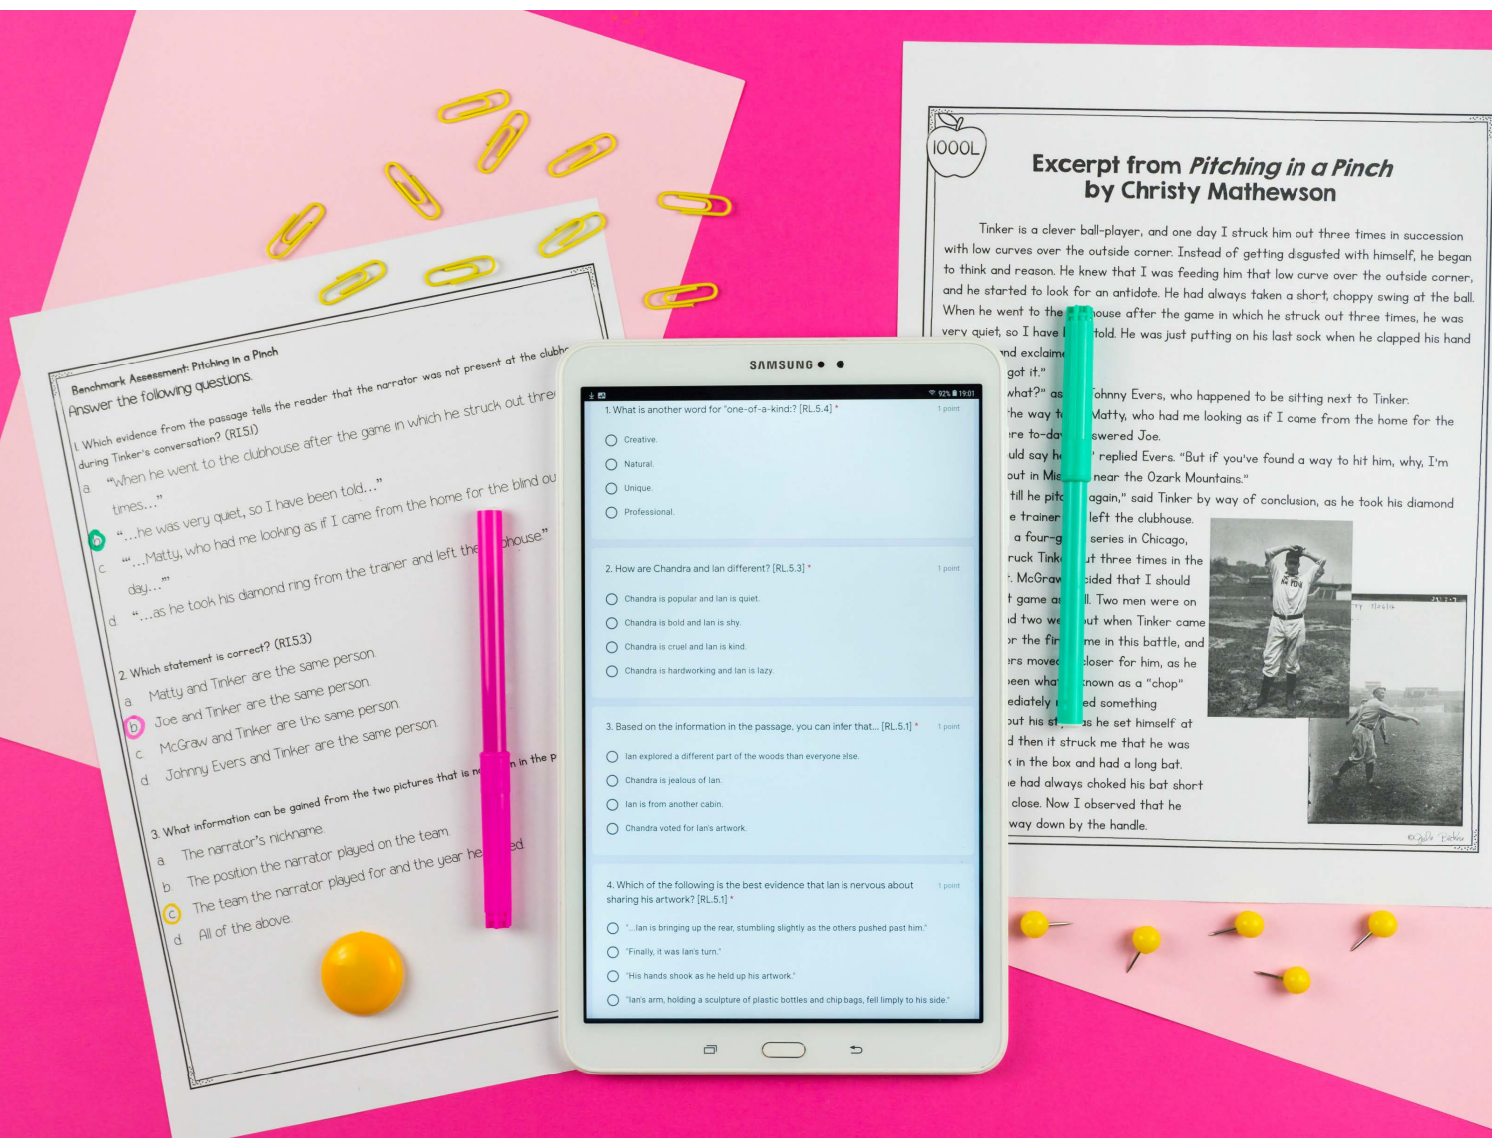 Benchmark Assessment: Pitching in a Pinch
Answer the following questions.
1. Which evidence from the passage tells the reader that the narrator was not present at the
during Tinker's conversation? (RI.5.1)
a. "When he went to the clubhouse after the game in which he struck out three
times..."
b. "...he was very quiet, so I have been told..."
c. "“...Matty, who had me looking as if I came from the home for the blind
day...”"
d. "...as he took his diamond ring from the trainer and left the
2. Which statement is correct? (RI.5.3)
a. Matty and Tinker are the same person.
b. Joe and Tinker are the same person.
c. McGraw and Tinker are the same person.
d. Johnny Evers and Tinker are the same person.
3. What information can be gained from the two pictures that is in the
a. The narrator's nickname.
b. The position the narrator played on the team.
c. The team the narrator played for and the year he
d. All of the above.
SAMSUNG
92% 19:01
1. What is another word for "one-of-a-kind:? [RL.5.4] * 1 point
Creative.
Natural.
Unique.
Professional.
2. How are Chandra and Ian different? [RL.5.3] * 1 point
Chandra is popular and Ian is quiet.
Chandra is bold and Ian is shy.
Chandra is cruel and Ian is kind.
Chandra is hardworking and Ian is lazy.
3. Based on the information in the passage, you can infer that... [RL.5.1] * 1 point
Ian explored a different part of the woods than everyone else.
Chandra is jealous of Ian.
Ian is from another cabin.
Chandra voted for Ian's artwork.
4. Which of the following is the best evidence that Ian is nervous about 1 point
sharing his artwork? [RL.5.1] *
"...Ian is bringing up the rear, stumbling slightly as the others pushed past him."
"Finally, it was Ian's turn."
"His hands shook as he held up his artwork."
"Ian's arm, holding a sculpture of plastic bottles and chip bags, fell limply to his side."
1000L
Excerpt from Pitching in a Pinch
by Christy Mathewson
Tinker is a clever ball-player, and one day I struck him out three times in succession
with low curves over the outside corner. Instead of getting disgusted with himself, he began
to think and reason. He knew that I was feeding him that low curve over the outside corner,
and he started to look for an antidote. He had always taken a short, choppy swing at the ball.
When he went to the after the game in which he struck out three times, he was
very quiet, so I have told. He was just putting on his last sock when he clapped his hand
and
got it."
what?" Johnny Evers, who happened to be sitting next to Tinker.
the way Matty, who had me looking as if I came from the home for the
Joe.
say replied Evers. "But if you've found a way to hit him, why, I'm
out in near the Ozark Mountains."
till he again," said Tinker by way of conclusion, as he took his diamond
trainer left the clubhouse.
a series in Chicago,
three times in the
McGraw that I should
game Two men were on
two when Tinker came
the in this battle, and
closer for him, as he
been known as a "chop"
something
his as he set himself at
then it struck me that he was
in the box and had a long bat.
he had always choked his bat short
close. Now I observed that he
way down by the handle.